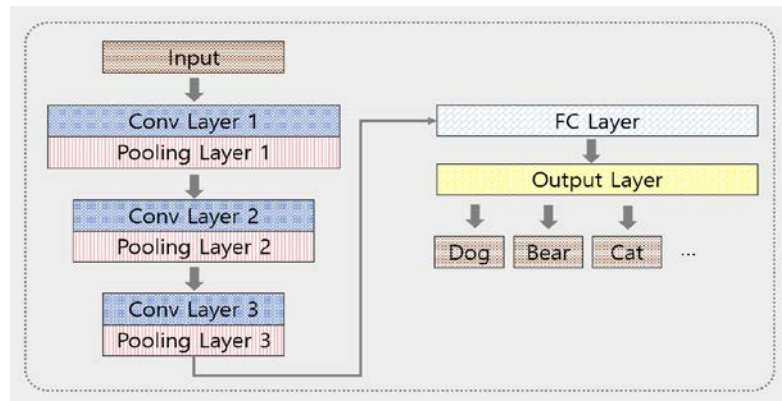 Input
Conv Layer 1
Pooling Layer 1
Conv Layer 2
Pooling Layer 2
Conv Layer 3
Pooling Layer 3
FC Layer
Output Layer
Dog Bear Cat ...